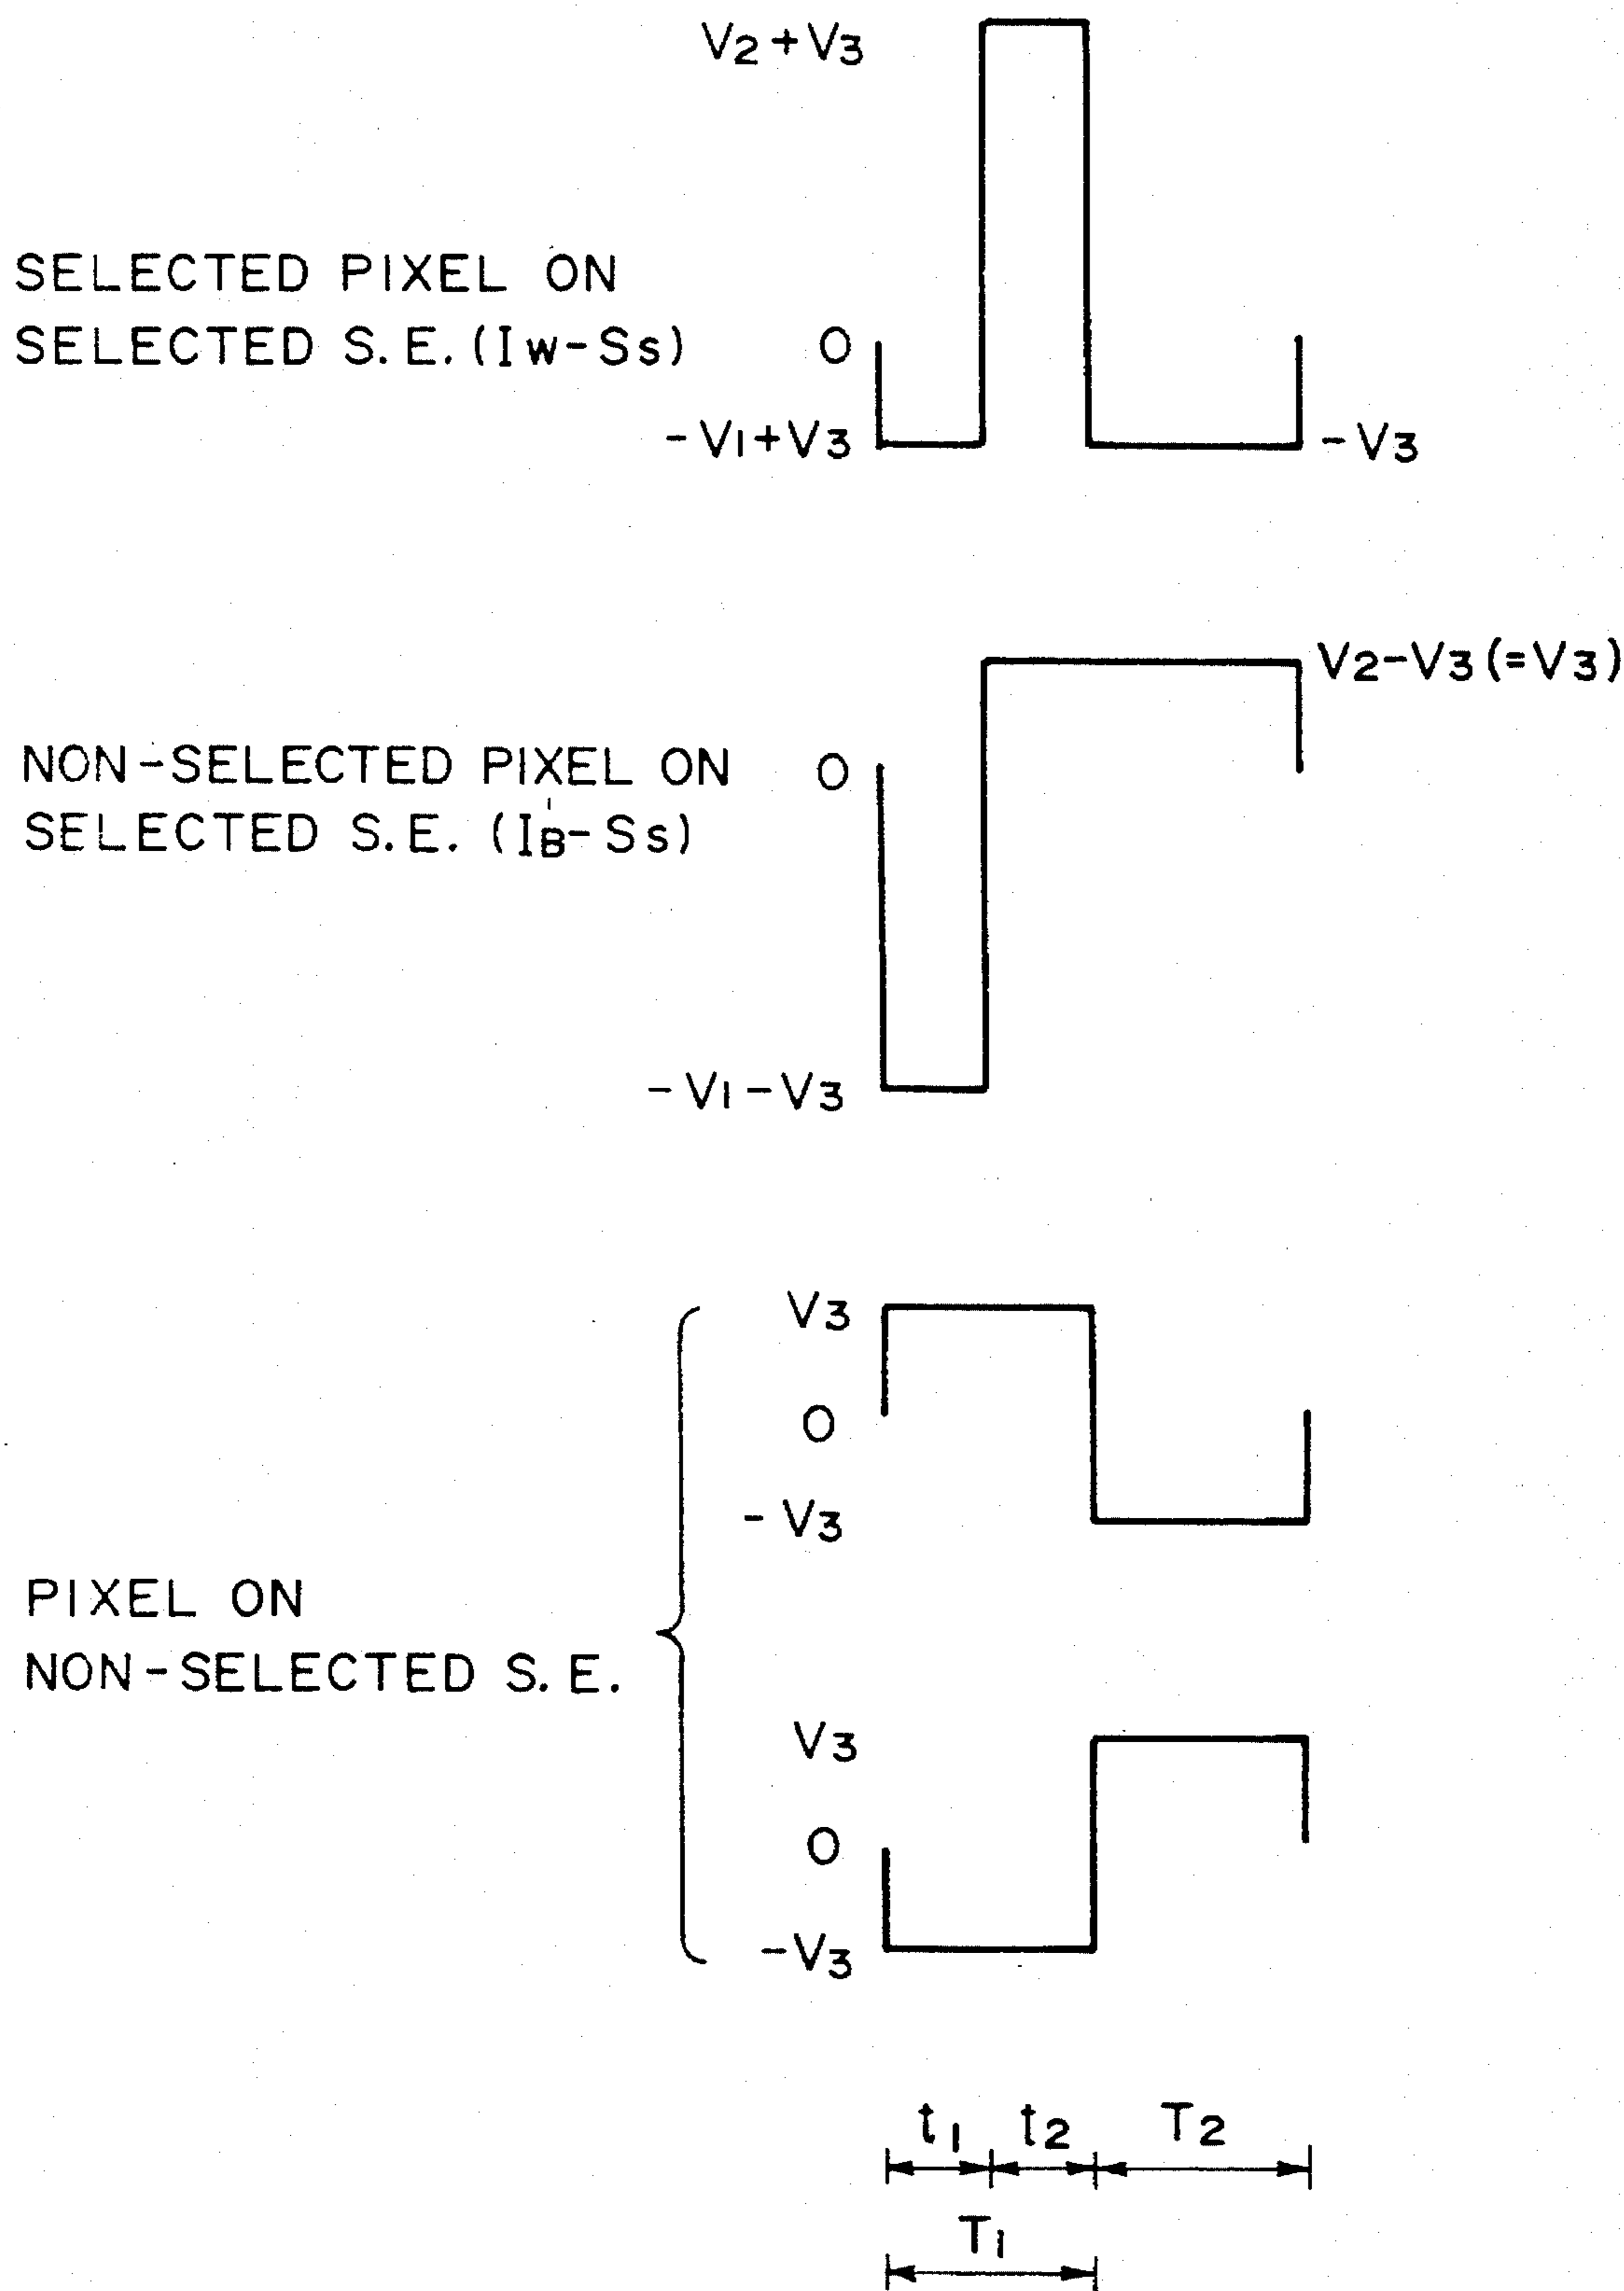 V2+V3
SELECTED PIXEL ON
SELECTED S.E.(IW-SS)
0
-V1+V3
-V3
V2-V3(=V3)
NON-SELECTED PIXEL ON
SELECTED S.E. (IB-SS)
0
-V1-V3
V3
0
-V3
PIXEL ON
NON-SELECTED S.E.
V3
0
-V3
t1 t2 T2
T1